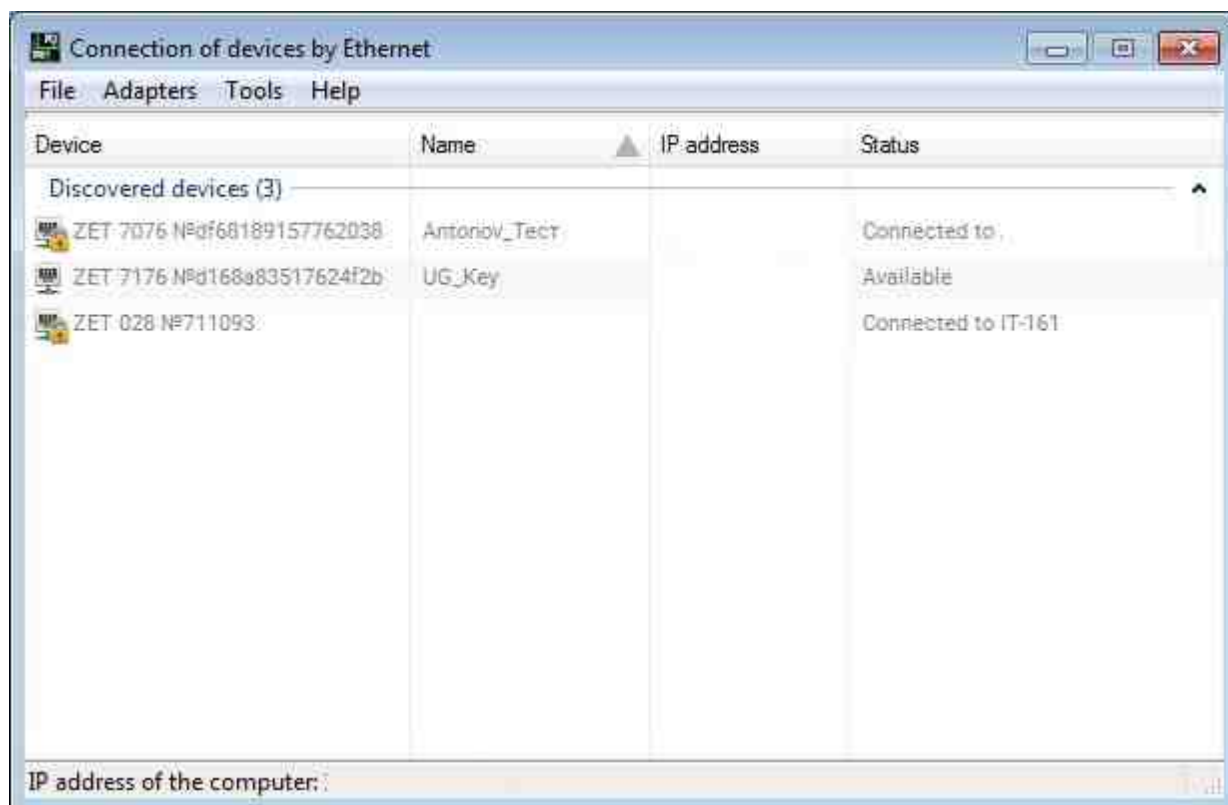 Connection of devices by Ethernet
File Adapters Tools Help
Device Name IP address Status
Discovered devices (3)
ZET 7076 №df68189157762038 Antonov_Тест Connected to .
ZET 7176 №d168a83517624f2b UG_Key Available
ZET 028 №711093 Connected to IT-161
IP address of the computer: